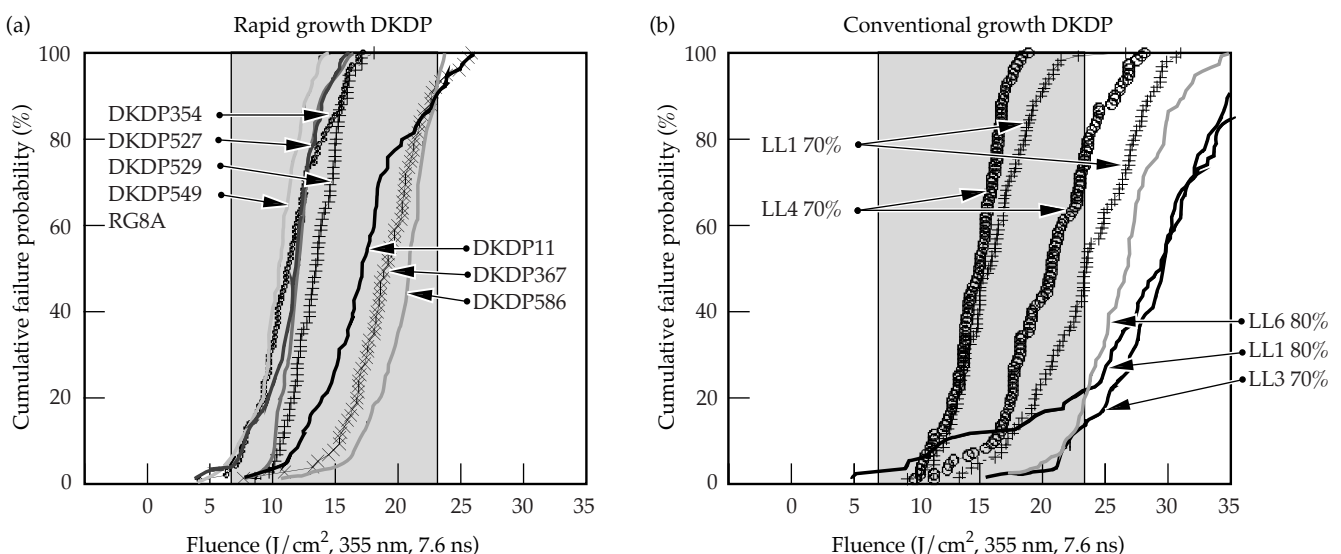 (a)
Rapid growth DKDP
Cumulative failure probability (%)
100
80
60
40
20
0
DKDP354
DKDP527
DKDP529
DKDP549
RG8A
DKDP11
DKDP367
DKDP586
0 5 10 15 20 25 30 35
Fluence (J/cm², 355 nm, 7.6 ns)
(b)
Conventional growth DKDP
Cumulative failure probability (%)
100
80
60
40
20
0
LL1 70%
LL4 70%
LL6 80%
LL1 80%
LL3 70%
0 5 10 15 20 25 30 35
Fluence (J/cm², 355 nm, 7.6 ns)